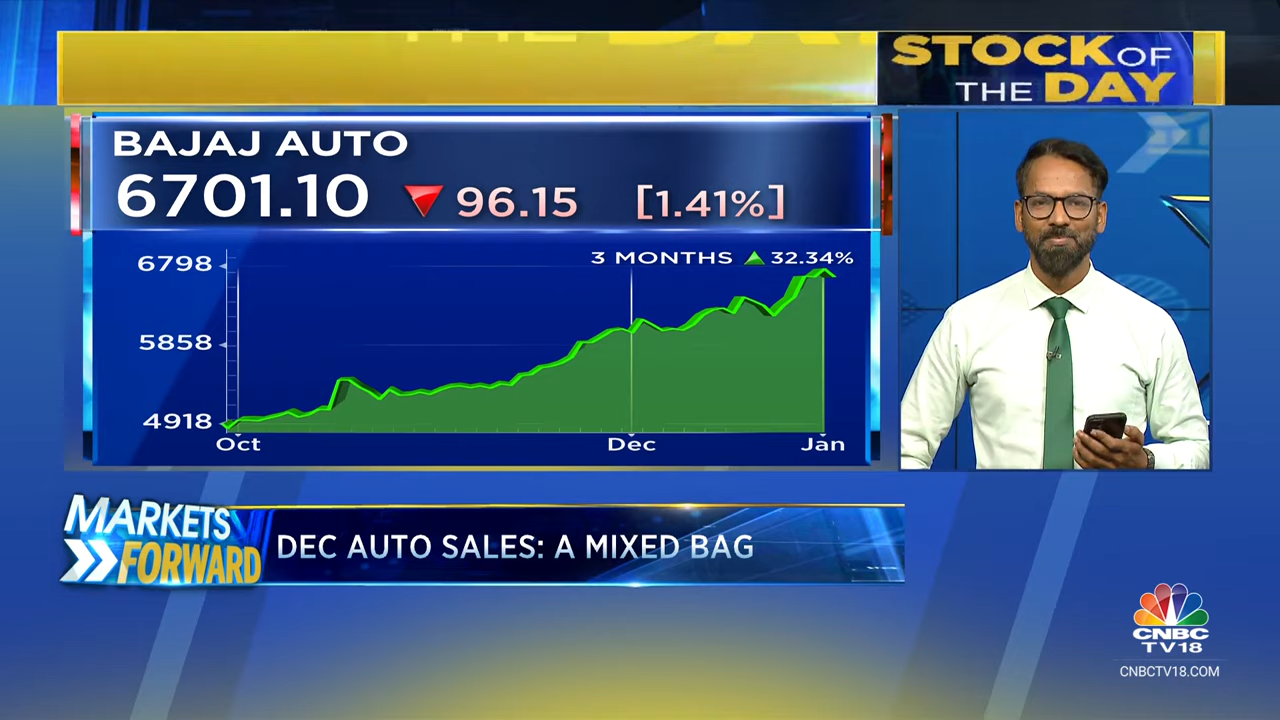 STOCK OF
THE DAY
BAJAJ AUTO
6701.10 ▼ 96.15 [1.41%]
3 MONTHS ▲ 32.34%
6798
5858
4918
Oct Dec Jan
MARKETS
FORWARD
DEC AUTO SALES: A MIXED BAG
CNBC
TV18
CNBCTV18.COM